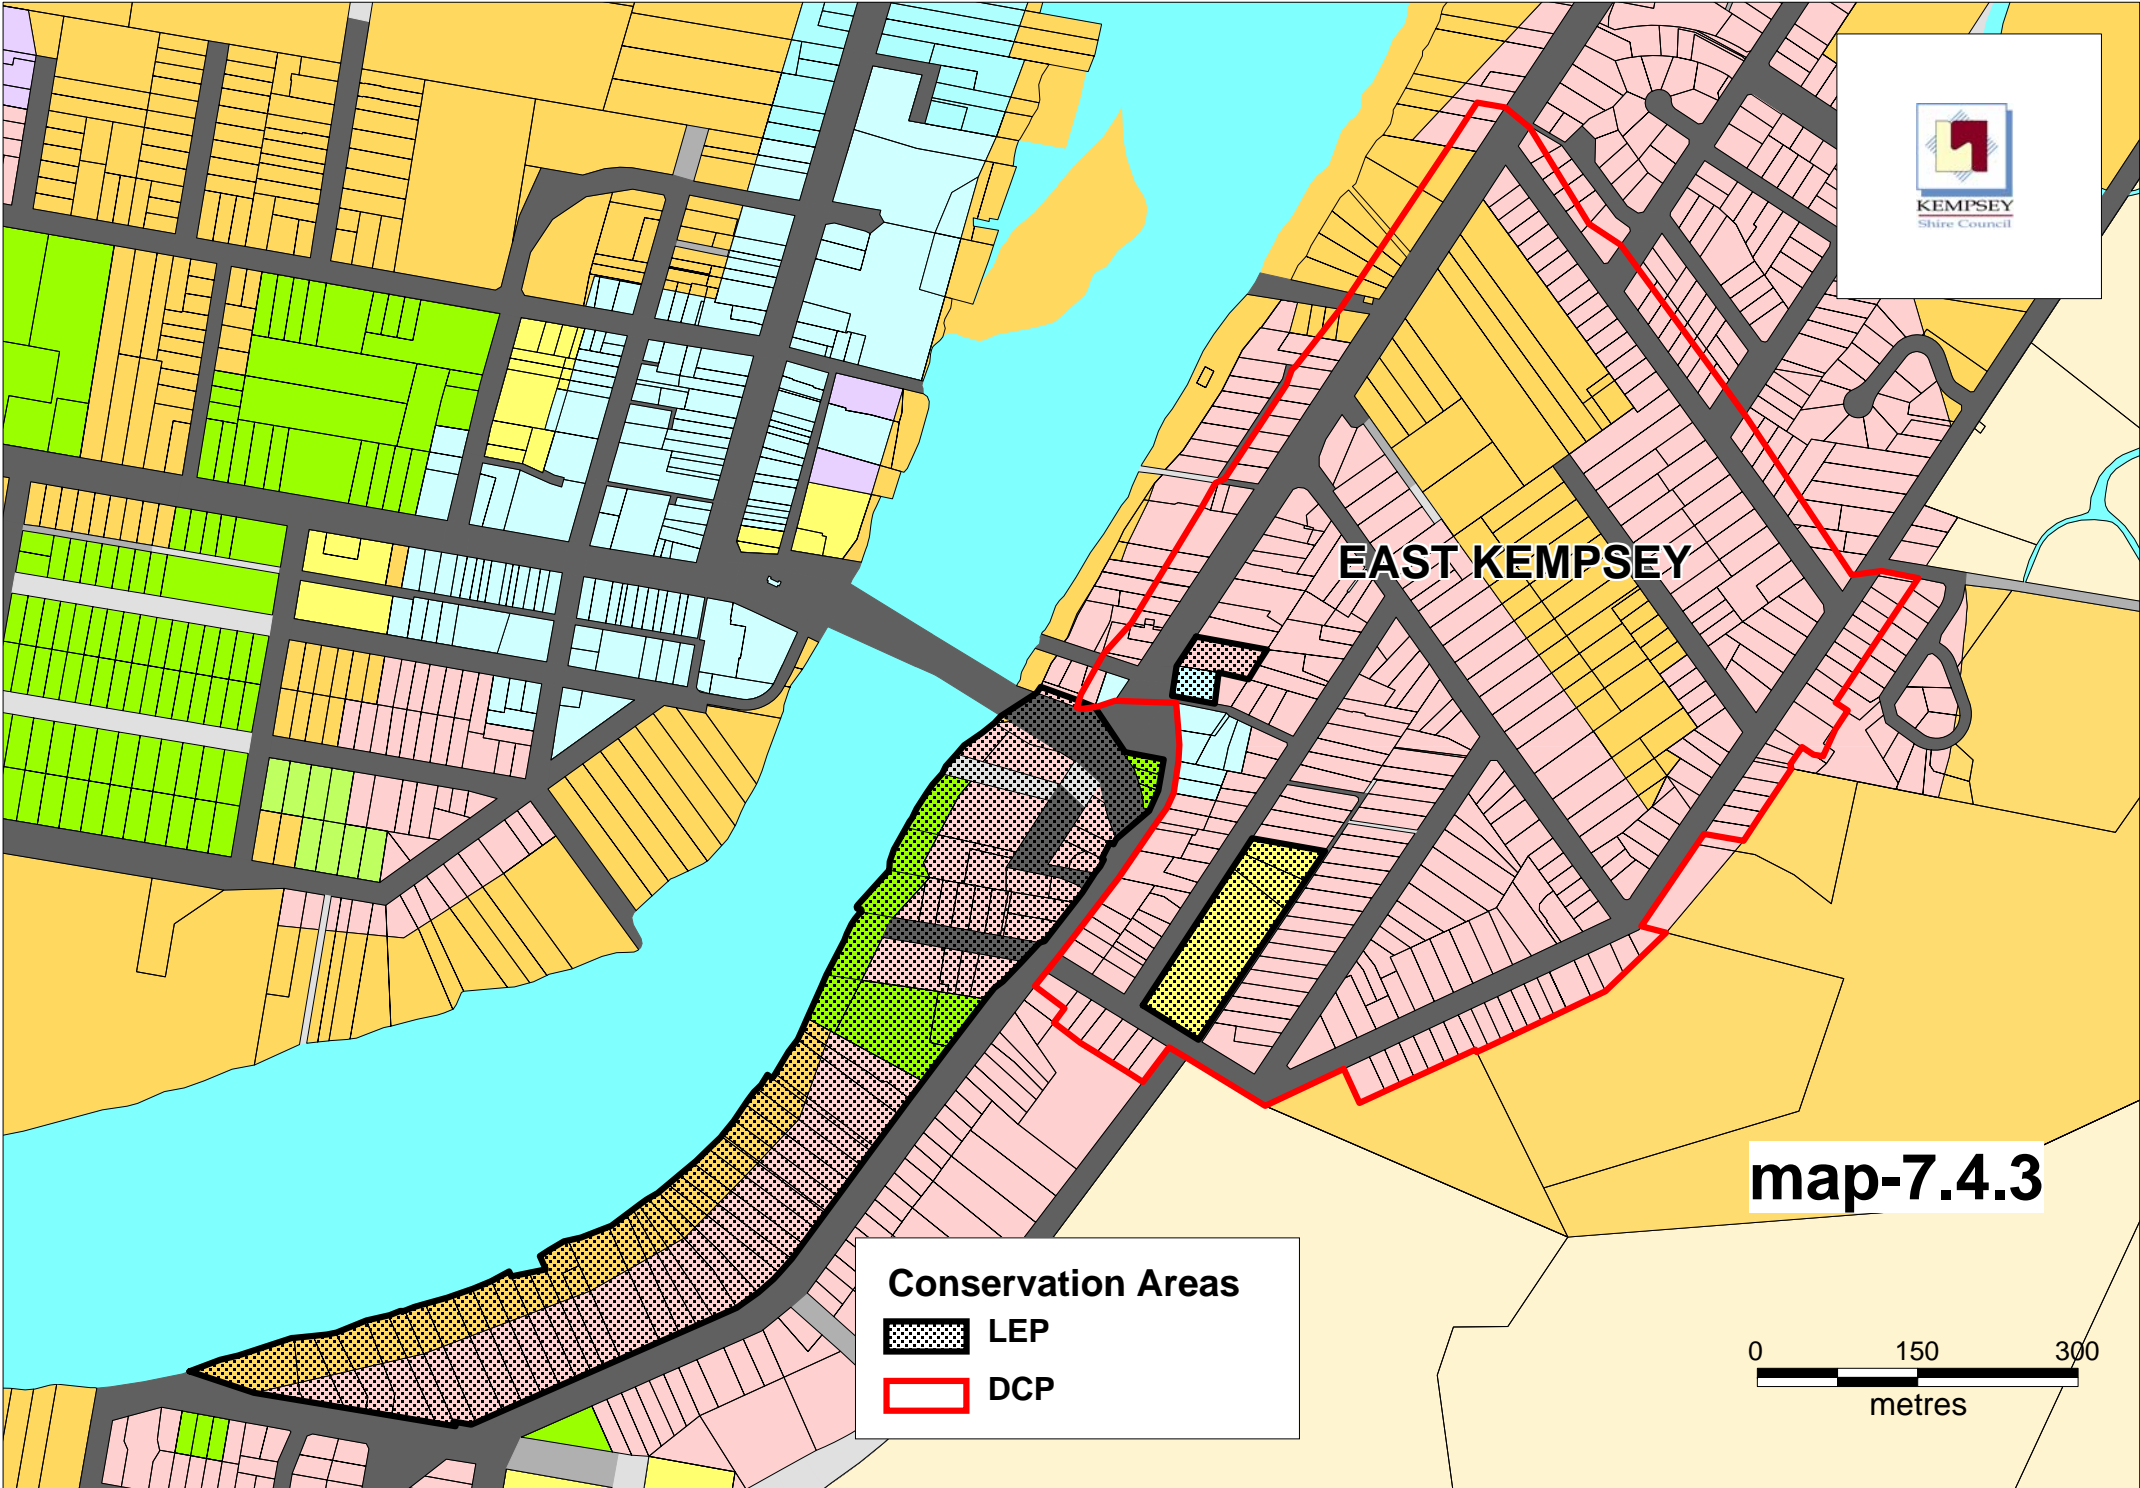 KEMPSEY
Shire Council
EAST KEMPSEY
map-7.4.3
Conservation Areas
LEP
DCP
0 150 300
metres